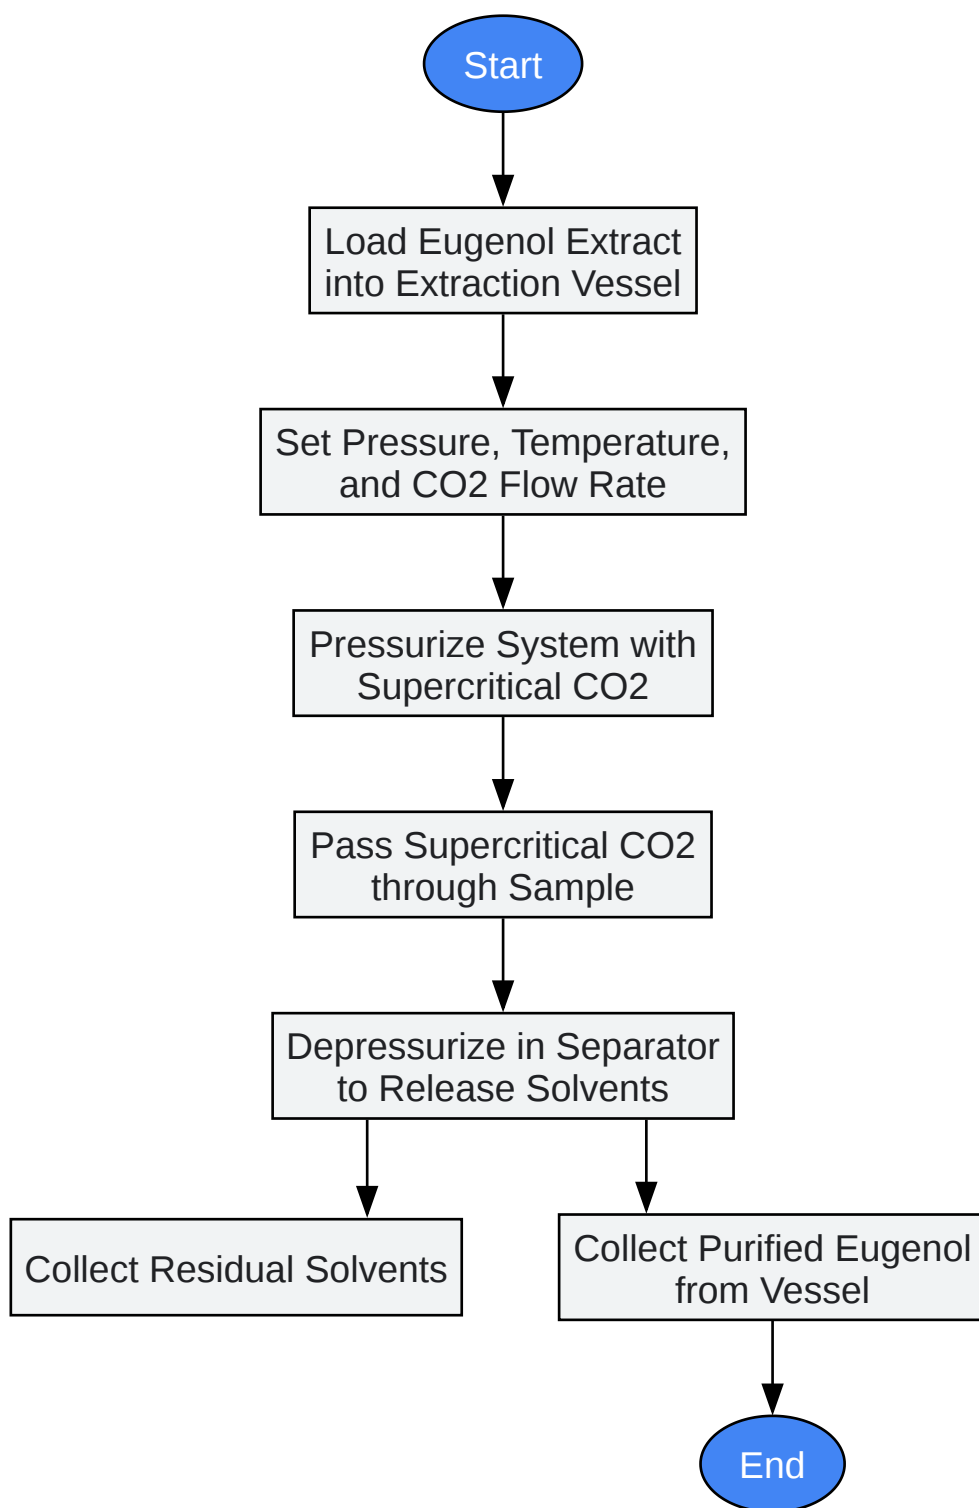 Start
Load Eugenol Extract
into Extraction Vessel
Set Pressure, Temperature,
and CO2 Flow Rate
Pressurize System with
Supercritical CO2
Pass Supercritical CO2
through Sample
Depressurize in Separator
to Release Solvents
Collect Residual Solvents
Collect Purified Eugenol
from Vessel
End